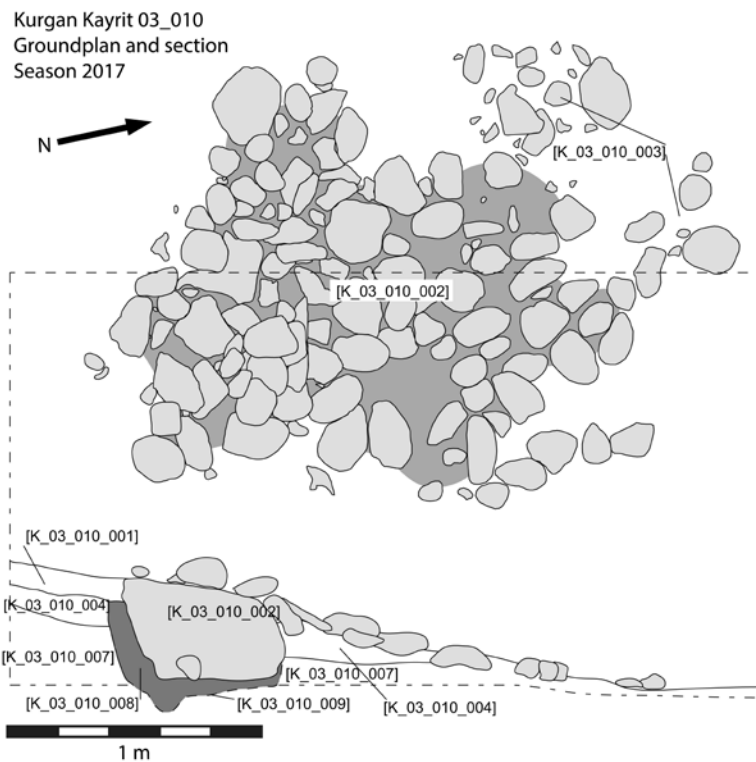 Kurgan Kayrit 03_010
Groundplan and section
Season 2017
N
[K_03_010_003]
[K_03_010_002]
[K_03_010_001]
[K_03_010_004]
[K_03_010_002]
[K_03_010_007]
[K_03_010_007]
[K_03_010_008]
[K_03_010_009]
[K_03_010_004]
1 m